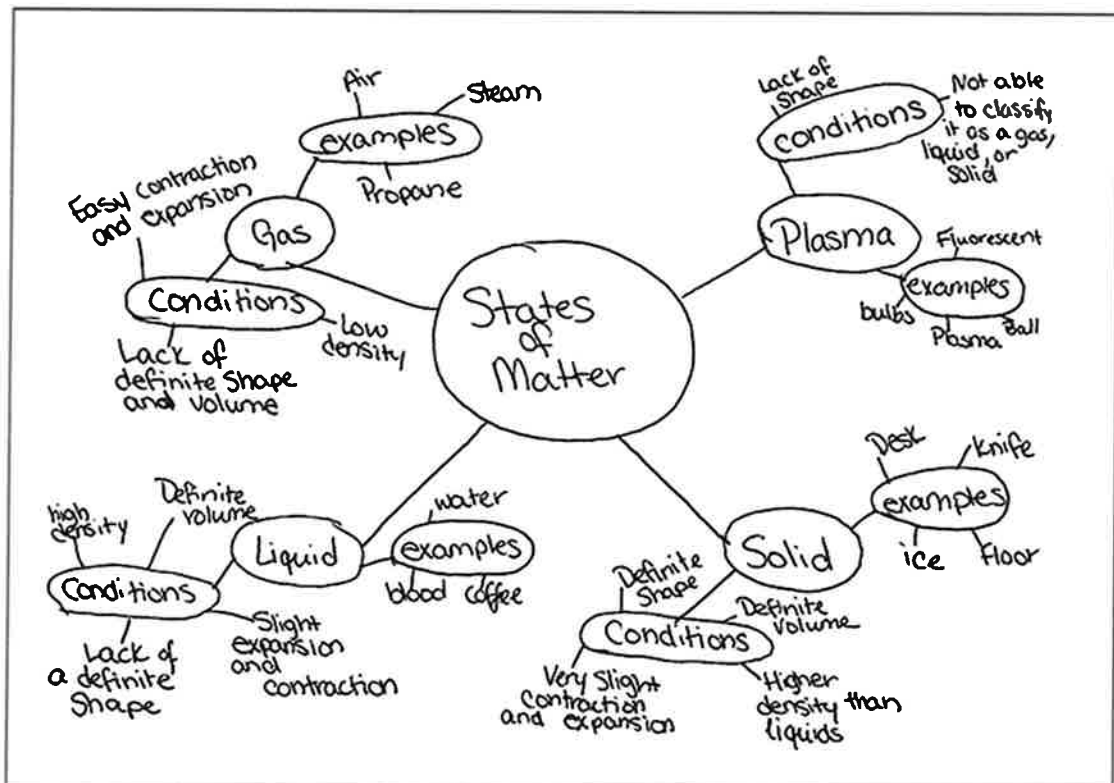 States
of
Matter
Gas
examples
Air
Steam
Propane
Conditions
Easy contraction
and expansion
Low
density
Lack of
definite Shape
and volume
Plasma
conditions
Lack of
shape
Not able
to classify
it as a gas,
liquid, or
Solid
examples
Fluorescent
bulbs
Plasma Ball
Liquid
Conditions
high
density
Definite
volume
Lack of
a definite
Shape
Slight
expansion
and
contraction
examples
water
blood coffee
Solid
examples
Desk
Knife
ice
Floor
Conditions
Definite
Shape
Definite
volume
Very Slight
contraction
and expansion
Higher
density than
liquids